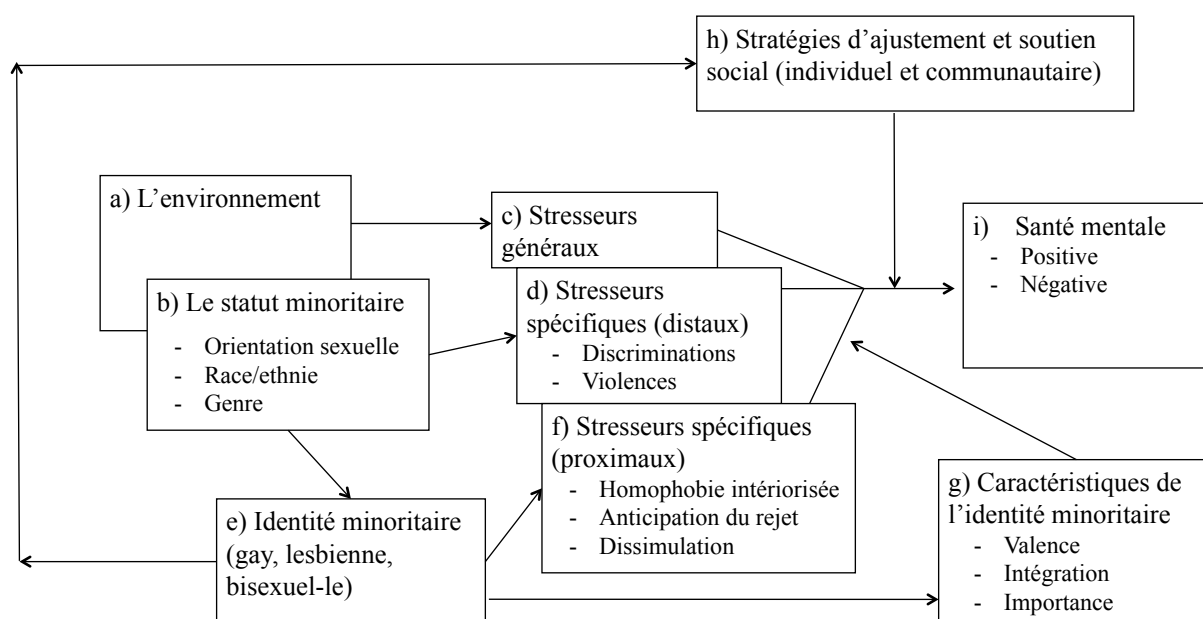 h) Stratégies d’ajustement et soutien
social (individuel et communautaire)
a) L’environnement
c) Stresseurs
généraux
i) Santé mentale
- Positive
- Négative
b) Le statut minoritaire
- Orientation sexuelle
- Race/ethnie
- Genre
d) Stresseurs
spécifiques (distaux)
- Discriminations
- Violences
f) Stresseurs spécifiques
(proximaux)
- Homophobie intériorisée
- Anticipation du rejet
- Dissimulation
e) Identité minoritaire
(gay, lesbienne,
bisexuel-le)
g) Caractéristiques de
l’identité minoritaire
- Valence
- Intégration
- Importance